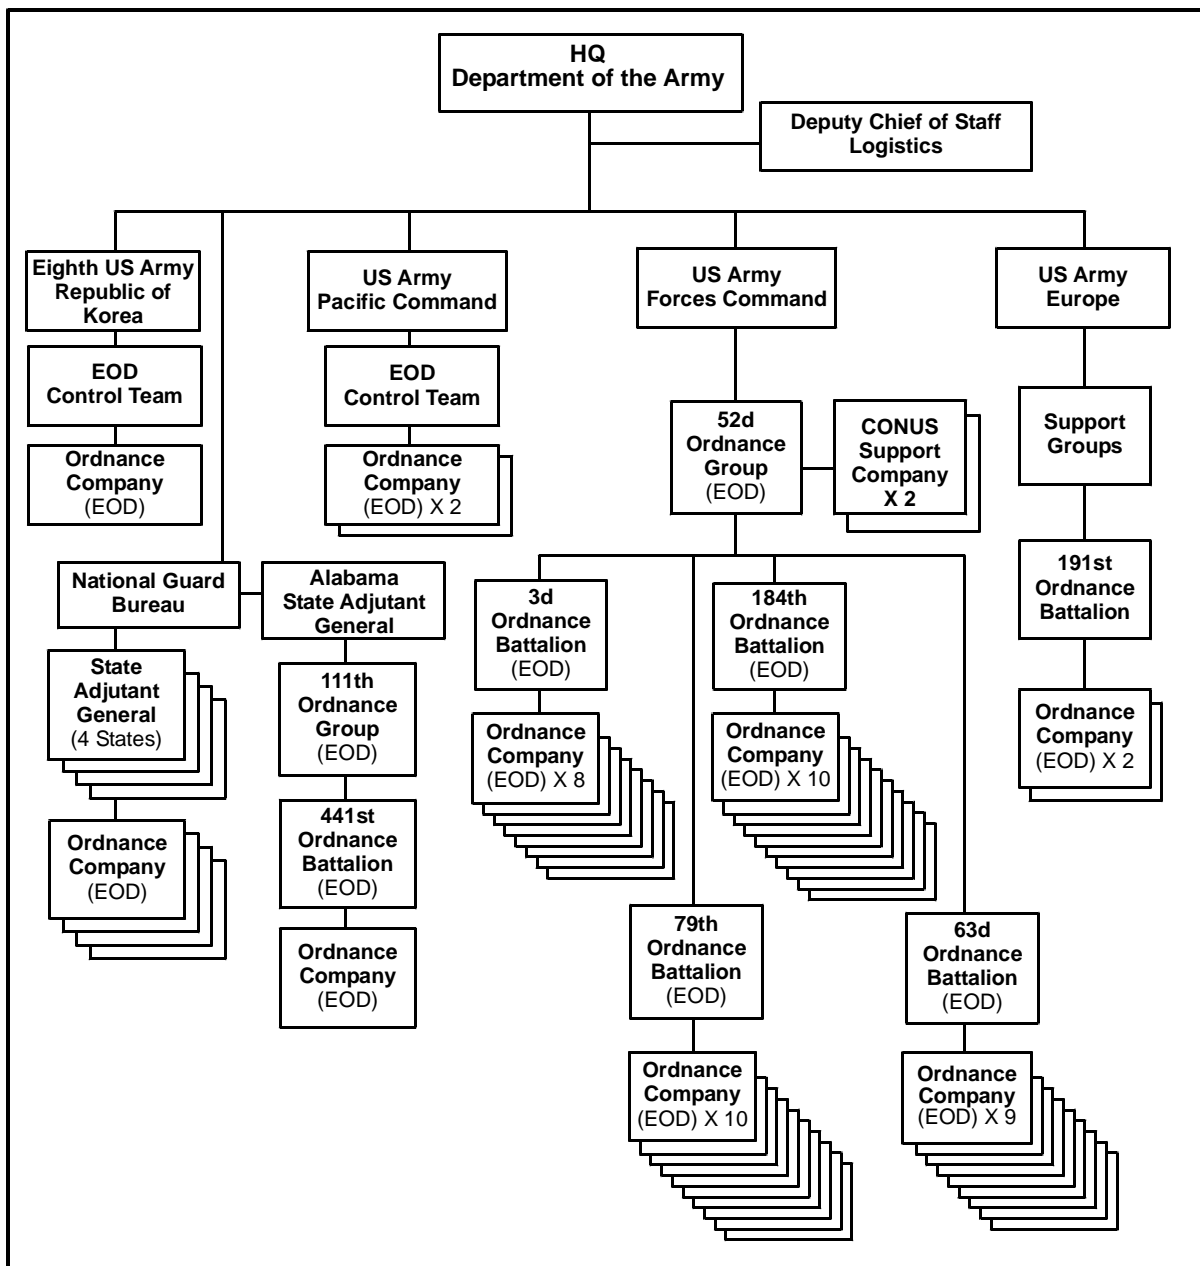 HQ
Department of the Army
Deputy Chief of Staff
Logistics
Eighth US Army
Republic of
Korea
US Army
Pacific Command
US Army
Forces Command
US Army
Europe
EOD
Control Team
EOD
Control Team
Ordnance
Company
(EOD)
Ordnance
Company
(EOD) X 2
52d
Ordnance
Group
(EOD)
CONUS
Support
Company
X 2
Support
Groups
National Guard
Bureau
Alabama
State Adjutant
General
3d
Ordnance
Battalion
(EOD)
184th
Ordnance
Battalion
(EOD)
191st
Ordnance
Battalion
State
Adjutant
General
(4 States)
111th
Ordnance
Group
(EOD)
Ordnance
Company
(EOD) X 8
Ordnance
Company
(EOD) X 10
Ordnance
Company
(EOD) X 2
Ordnance
Company
(EOD)
441st
Ordnance
Battalion
(EOD)
Ordnance
Company
(EOD)
79th
Ordnance
Battalion
(EOD)
63d
Ordnance
Battalion
(EOD)
Ordnance
Company
(EOD) X 10
Ordnance
Company
(EOD) X 9